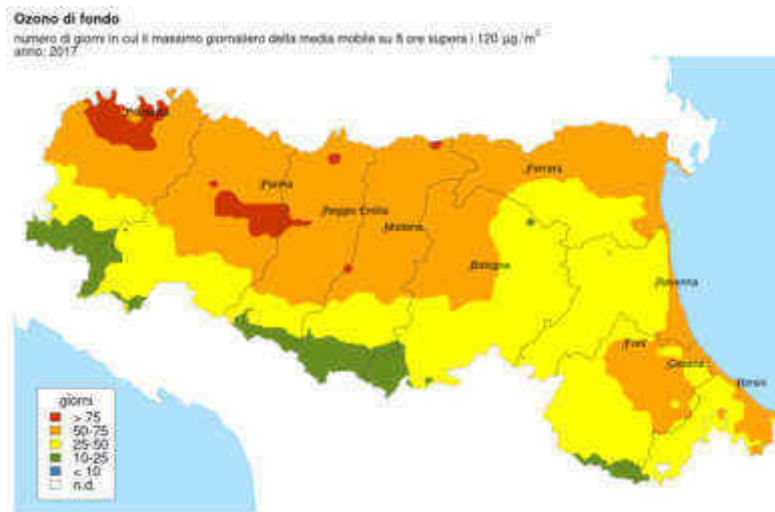 Ozono di fondo
numero di giorni in cui il massimo giornaliero della media mobile su 8 ore supera i 120 µg/m³
anno: 2017
Piacenza
Ferrara
Parma
Reggio Emilia
Modena
Bologna
Ravenna
Forlì
Cesena
Rimini
giorni
> 75
50-75
25-50
10-25
< 10
n.d.